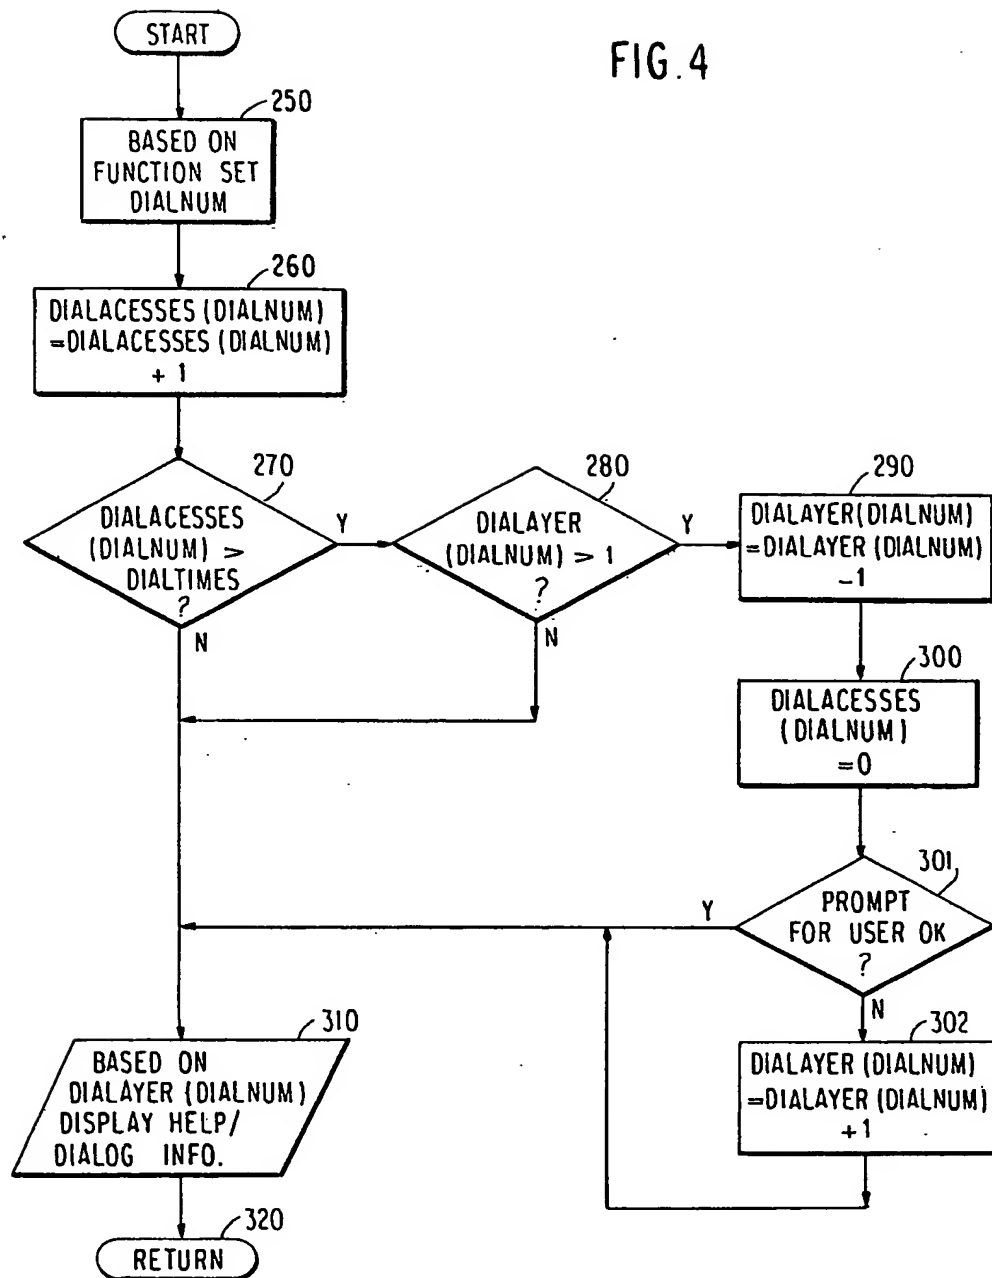 START
FIG.4
250
BASED ON
FUNCTION SET
DIALNUM
260
DIALACESSES (DIALNUM)
=DIALACESSES (DIALNUM)
+ 1
270
DIALACESSES
(DIALNUM) >
DIALTIMES
?
Y
N
280
DIALAYER
(DIALNUM) > 1
?
Y
N
290
DIALAYER(DIALNUM)
=DIALAYER (DIALNUM)
-1
300
DIALACESSES
(DIALNUM)
=0
301
PROMPT
FOR USER OK
?
Y
N
302
DIALAYER (DIALNUM)
=DIALAYER (DIALNUM)
+1
310
BASED ON
DIALAYER (DIALNUM)
DISPLAY HELP/
DIALOG INFO.
320
RETURN